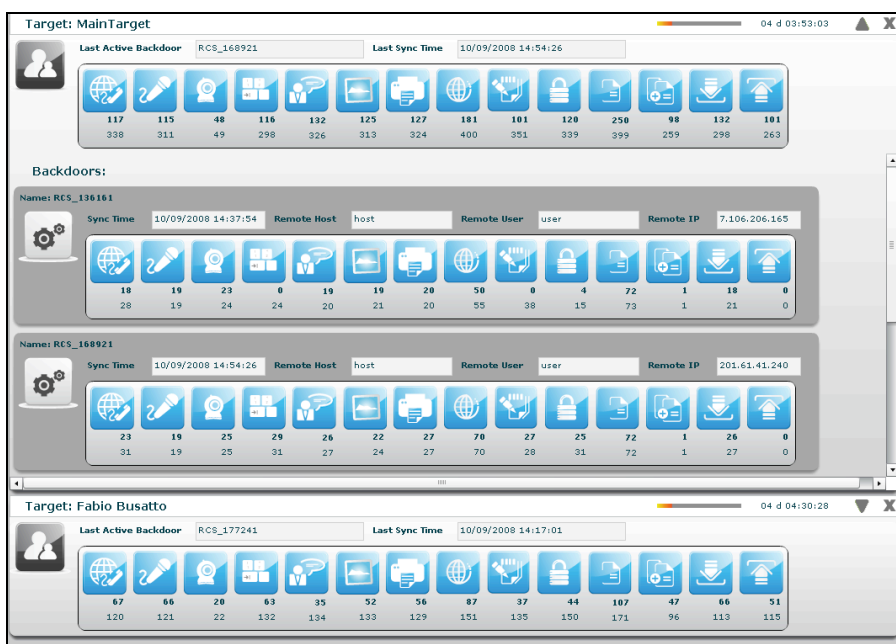 Target: MainTarget 04 d 03:53:03 X
Last Active Backdoor RCS_168921 Last Sync Time 10/09/2008 14:54:26
117 115 48 116 132 125 127 181 101 120 250 98 132 101
338 311 49 298 326 313 324 400 351 339 399 259 298 263
Backdoors:
Name: RCS_136161
Sync Time 10/09/2008 14:37:54 Remote Host host Remote User user Remote IP 7.106.206.165
18 19 23 0 19 19 20 50 0 4 72 1 18 0
28 19 24 24 20 21 20 55 38 15 73 1 21 0
Name: RCS_168921
Sync Time 10/09/2008 14:54:26 Remote Host host Remote User user Remote IP 201.61.41.240
23 19 25 29 26 22 27 70 27 25 72 1 26 0
31 19 25 31 27 24 27 70 28 31 72 1 27 0
Target: Fabio Busatto 04 d 04:30:28 X
Last Active Backdoor RCS_177241 Last Sync Time 10/09/2008 14:17:01
67 66 20 63 35 52 56 87 37 44 107 47 66 51
120 121 22 132 134 133 129 151 135 150 171 96 113 115